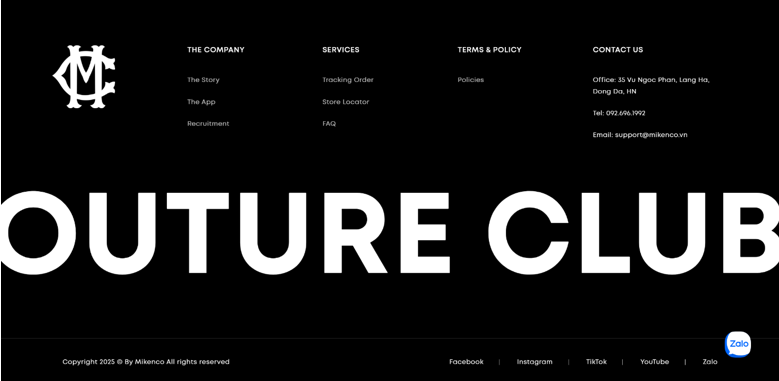 MC
THE COMPANY
The Story
The App
Recruitment
SERVICES
Tracking Order
Store Locator
FAQ
TERMS & POLICY
Policies
CONTACT US
Office: 35 Vu Ngoc Phan, Lang Ha,
Dong Da, HN
Tel: 092.696.1992
Email: support@mikenco.vn
OUTURE CLUB
Zalo
Copyright 2025 © By Mikenco All rights reserved
Facebook | Instagram | TikTok | YouTube | Zalo